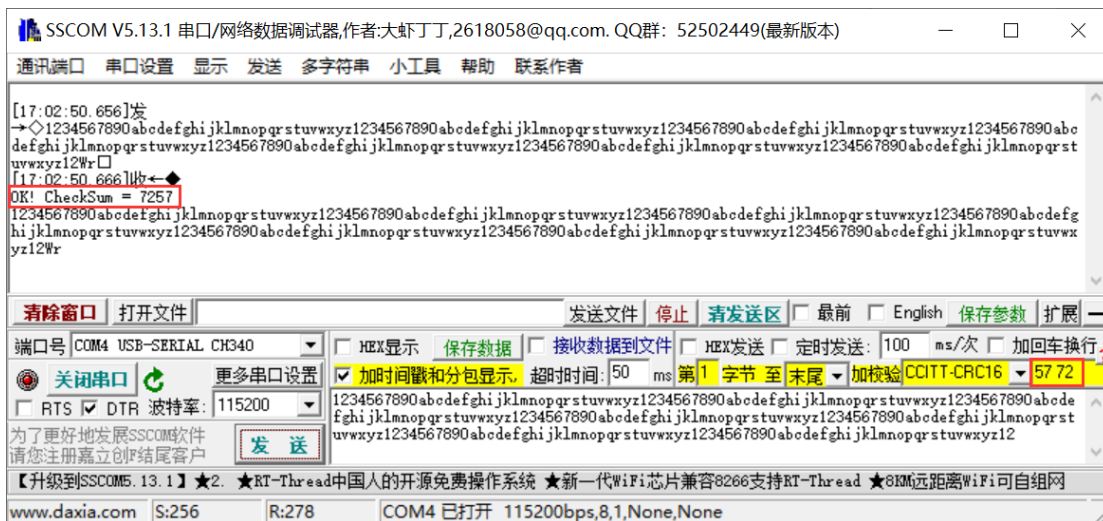 SSCOM V5.13.1 串口/网络数据调试器,作者:大虾丁丁,2618058@qq.com. QQ群：52502449(最新版本)
通讯端口 串口设置 显示 发送 多字符串 小工具 帮助 联系作者
[17:02:50.656]发
→◇1234567890abcdefghijklmnopqrstuvwxyz1234567890abcdefghijklmnopqrstuvwxyz1234567890abcdefghijklmnopqrstuvwxyz1234567890abc
defghijklmnopqrstuvwxyz1234567890abcdefghijklmnopqrstuvwxyz1234567890abcdefghijklmnopqrstuvwxyz1234567890abcdefghijklmnopqrst
uvwxyz12Wr□
[17:02:50.666]收←◆
OK! CheckSum = 7257
1234567890abcdefghijklmnopqrstuvwxyz1234567890abcdefghijklmnopqrstuvwxyz1234567890abcdefghijklmnopqrstuvwxyz1234567890abcdefg
hijklmnopqrstuvwxyz1234567890abcdefghijklmnopqrstuvwxyz1234567890abcdefghijklmnopqrstuvwxyz1234567890abcdefghijklmnopqrstuvwx
yz12Wr
清除窗口 打开文件 发送文件 停止 清发送区 最前 English 保存参数 扩展 —
端口号 COM4 USB-SERIAL CH340 HEX显示 保存数据 接收数据到文件 HEX发送 定时发送: 100 ms/次 加回车换行
关闭串口 更多串口设置 加时间戳和分包显示, 超时时间: 50 ms 第1 字节 至 末尾 加校验 CCITT-CRC16 57 72
RTS DTR 波特率: 115200
1234567890abcdefghijklmnopqrstuvwxyz1234567890abcdefghijklmnopqrstuvwxyz1234567890abcde
fghijklmnopqrstuvwxyz1234567890abcdefghijklmnopqrstuvwxyz1234567890abcdefghijklmnopqrst
uvwxyz1234567890abcdefghijklmnopqrstuvwxyz1234567890abcdefghijklmnopqrstuvwxyz12
为了更好地发展SSCOM软件
请您注册嘉立创F结尾客户
发 送
【升级到SSCOM5.13.1】★2. ★RT-Thread中国人的开源免费操作系统 ★新一代WiFi芯片兼容8266支持RT-Thread ★8KM远距离WiFi可自组网
www.daxia.com S:256 R:278 COM4 已打开 115200bps,8,1,None,None